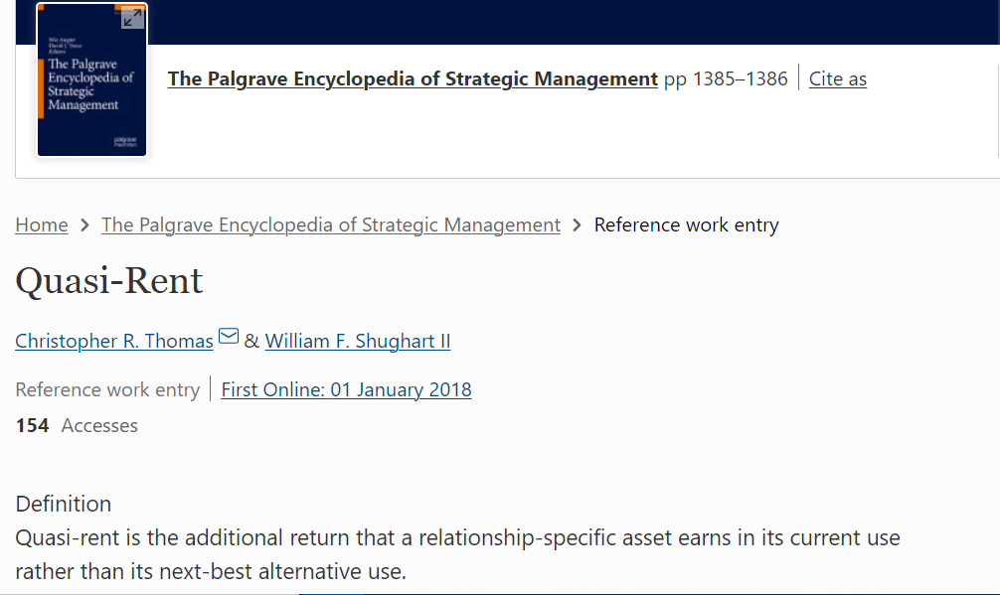 Mie Augier
David J. Teece
Editors
The Palgrave
Encyclopedia of
Strategic
Management
palgrave
macmillan
The Palgrave Encyclopedia of Strategic Management pp 1385–1386 Cite as
Home > The Palgrave Encyclopedia of Strategic Management > Reference work entry
Quasi-Rent
Christopher R. Thomas & William F. Shughart II
Reference work entry First Online: 01 January 2018
154 Accesses
Definition
Quasi-rent is the additional return that a relationship-specific asset earns in its current use
rather than its next-best alternative use.